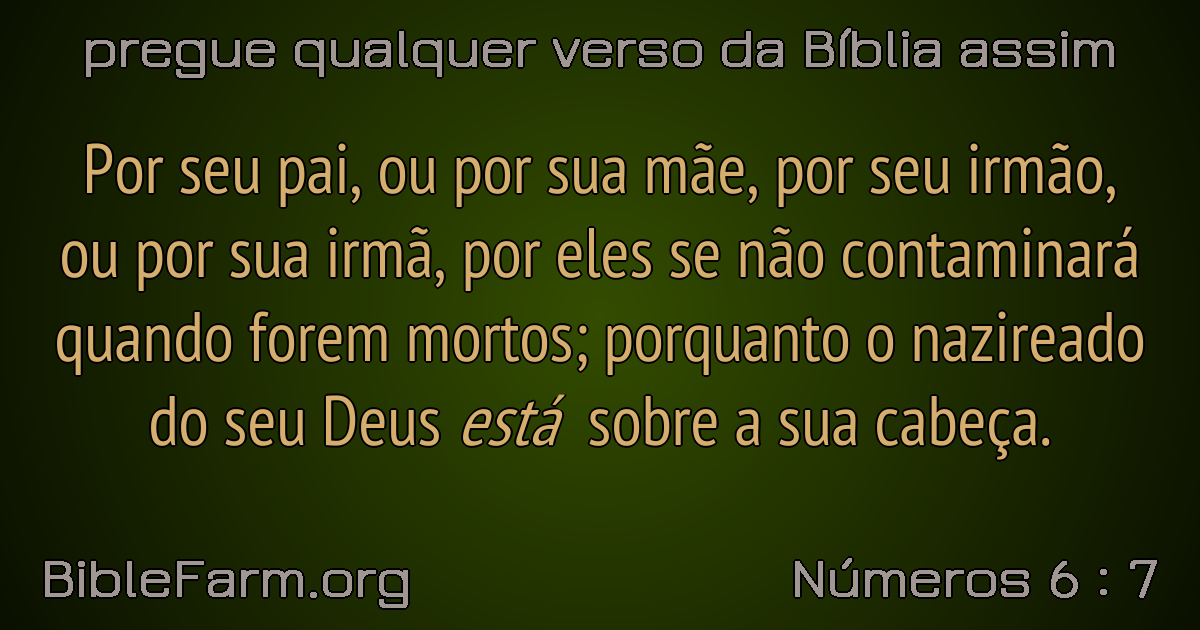 pregue qualquer verso da Bíblia assim
Por seu pai, ou por sua mãe, por seu irmão,
ou por sua irmã, por eles se não contaminará
quando forem mortos; porquanto o nazireado
do seu Deus está sobre a sua cabeça.
BibleFarm.org
Números 6 : 7